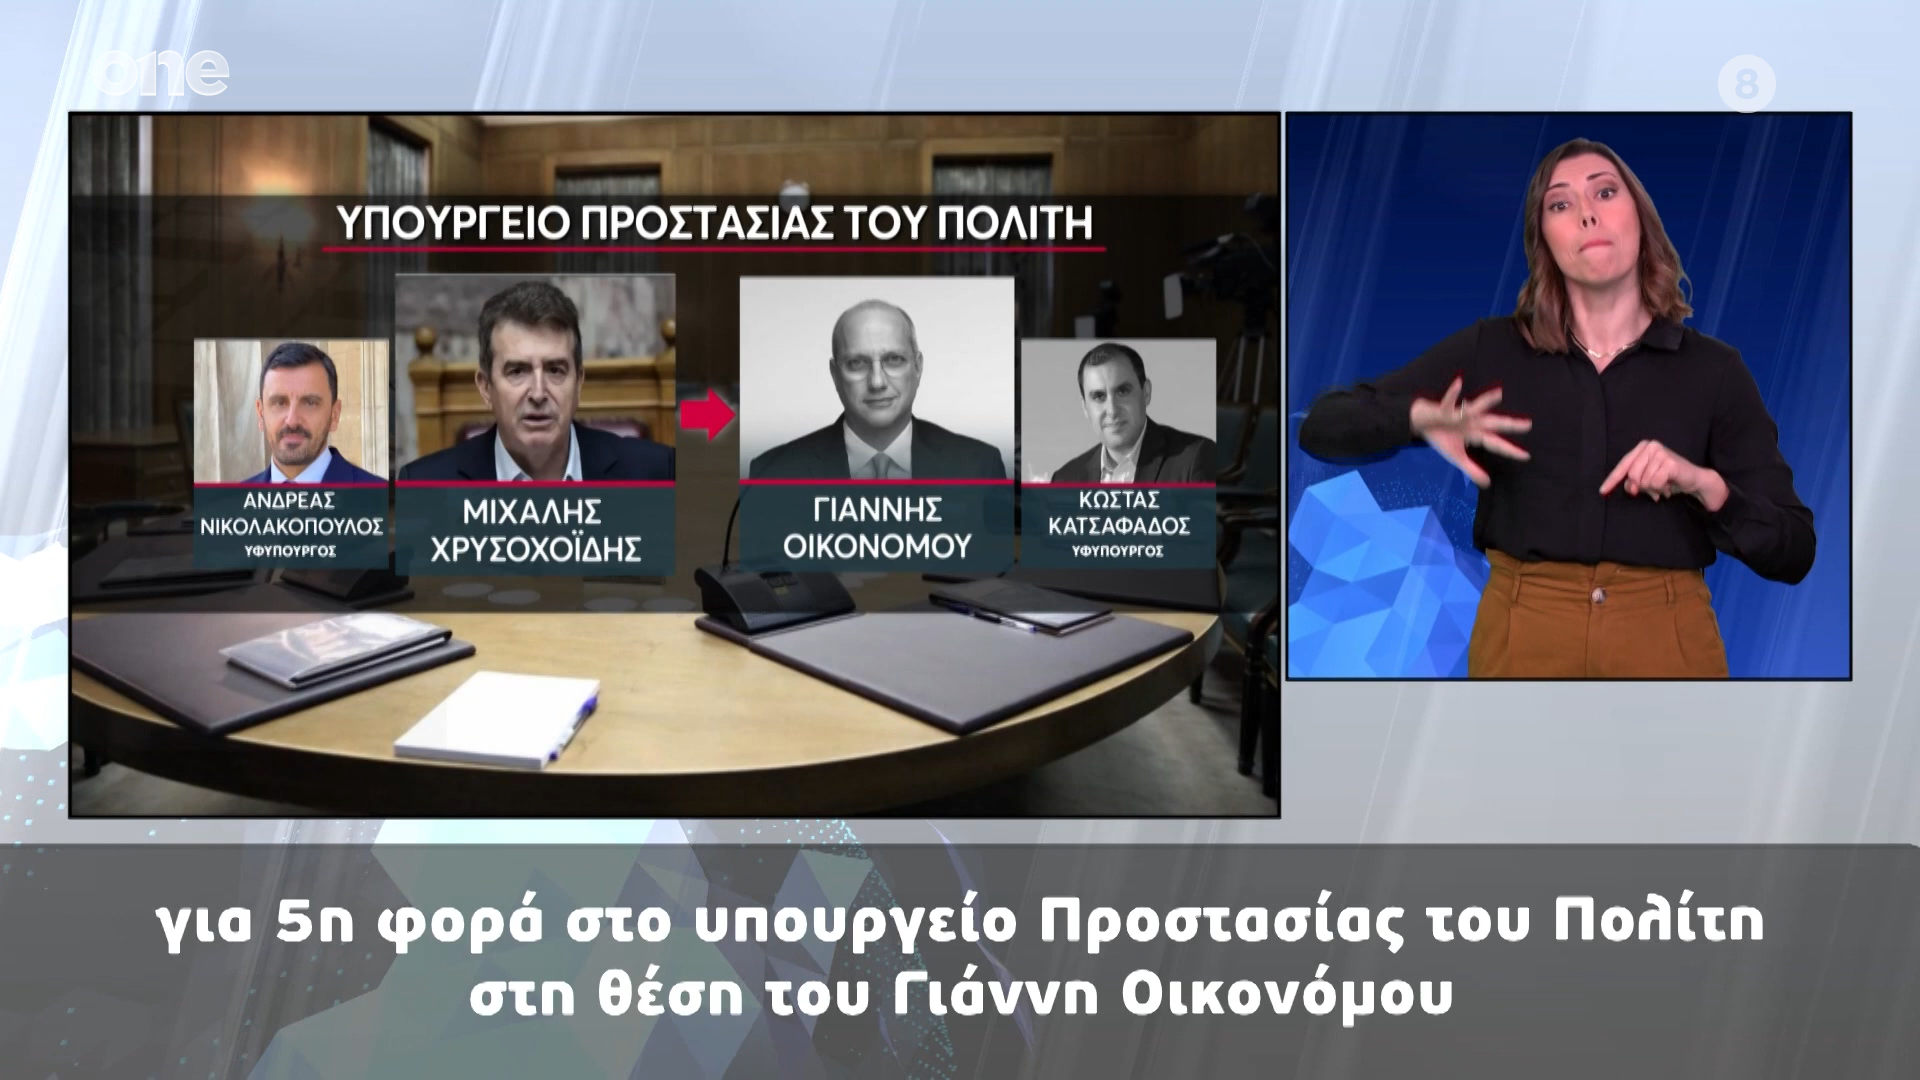 one
8
ΥΠΟΥΡΓΕΙΟ ΠΡΟΣΤΑΣΙΑΣ ΤΟΥ ΠΟΛΙΤΗ
ΑΝΔΡΕΑΣ
ΝΙΚΟΛΑΚΟΠΟΥΛΟΣ
ΥΦΥΠΟΥΡΓΟΣ
ΜΙΧΑΛΗΣ
ΧΡΥΣΟΧΟΪΔΗΣ
ΓΙΑΝΝΗΣ
ΟΙΚΟΝΟΜΟΥ
ΚΩΣΤΑΣ
ΚΑΤΣΑΦΑΔΟΣ
ΥΦΥΠΟΥΡΓΟΣ
για 5η φορά στο υπουργείο Προστασίας του Πολίτη
στη θέση του Γιάννη Οικονόμου